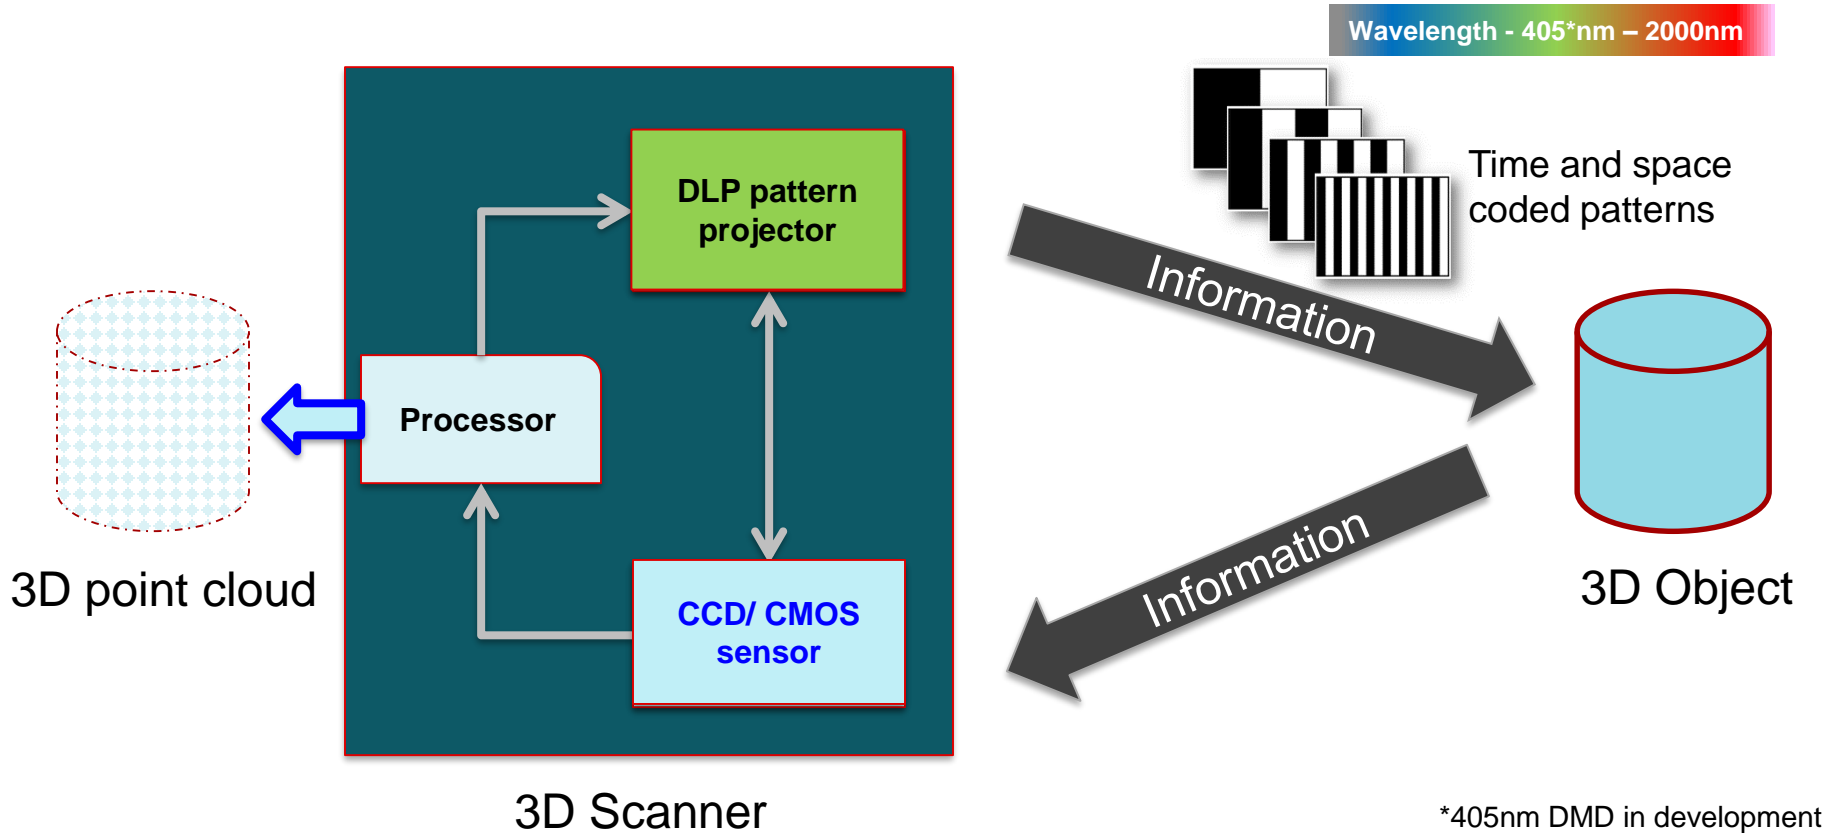 Wavelength - 405*nm – 2000nm
Time and space
coded patterns
DLP pattern
projector
Information
Processor
3D point cloud
CCD/ CMOS
sensor
Information
3D Object
3D Scanner
*405nm DMD in development